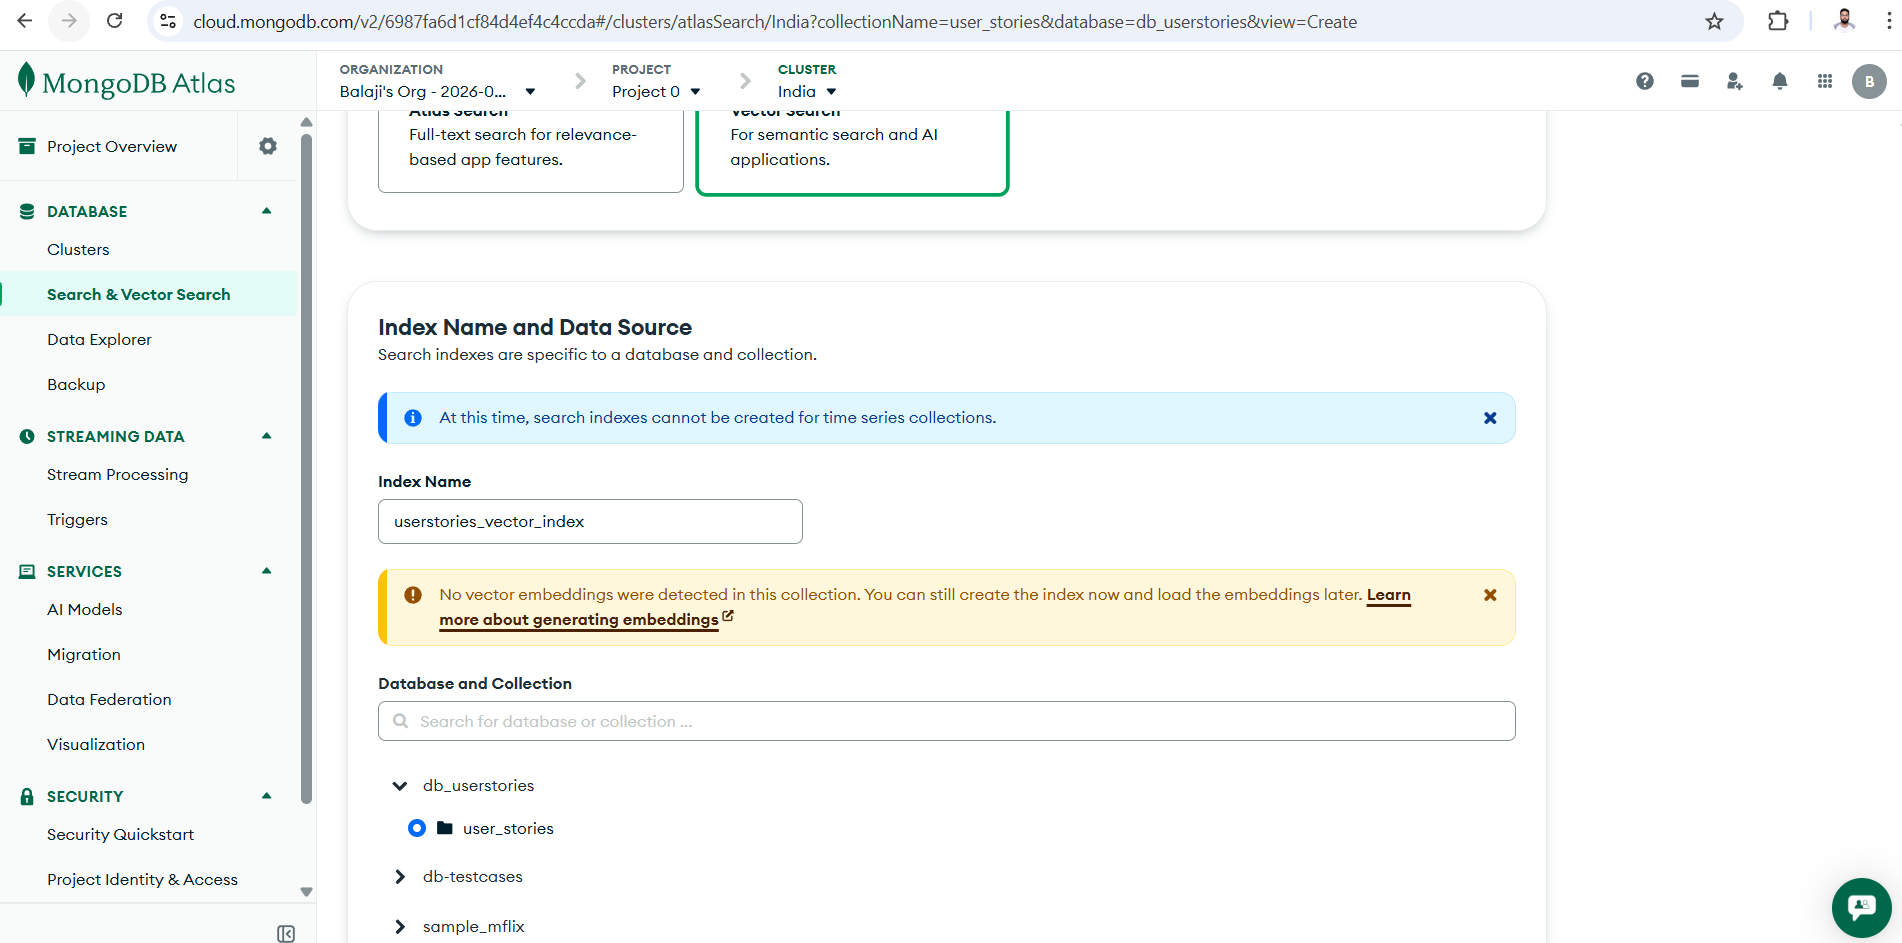 cloud.mongodb.com/v2/6987fa6d1cf84d4ef4c4ccda#/clusters/atlasSearch/India?collectionName=user_stories&database=db_userstories&view=Create
MongoDB Atlas
ORGANIZATION
Balaji's Org - 2026-0...
PROJECT
Project 0
CLUSTER
India
B
Project Overview
DATABASE
Clusters
Search & Vector Search
Data Explorer
Backup
STREAMING DATA
Stream Processing
Triggers
SERVICES
AI Models
Migration
Data Federation
Visualization
SECURITY
Security Quickstart
Project Identity & Access
Atlas Search
Full-text search for relevance-
based app features.
Vector Search
For semantic search and AI
applications.
Index Name and Data Source
Search indexes are specific to a database and collection.
At this time, search indexes cannot be created for time series collections.
Index Name
userstories_vector_index
No vector embeddings were detected in this collection. You can still create the index now and load the embeddings later. Learn
more about generating embeddings
Database and Collection
Search for database or collection ...
db_userstories
user_stories
db-testcases
sample_mflix